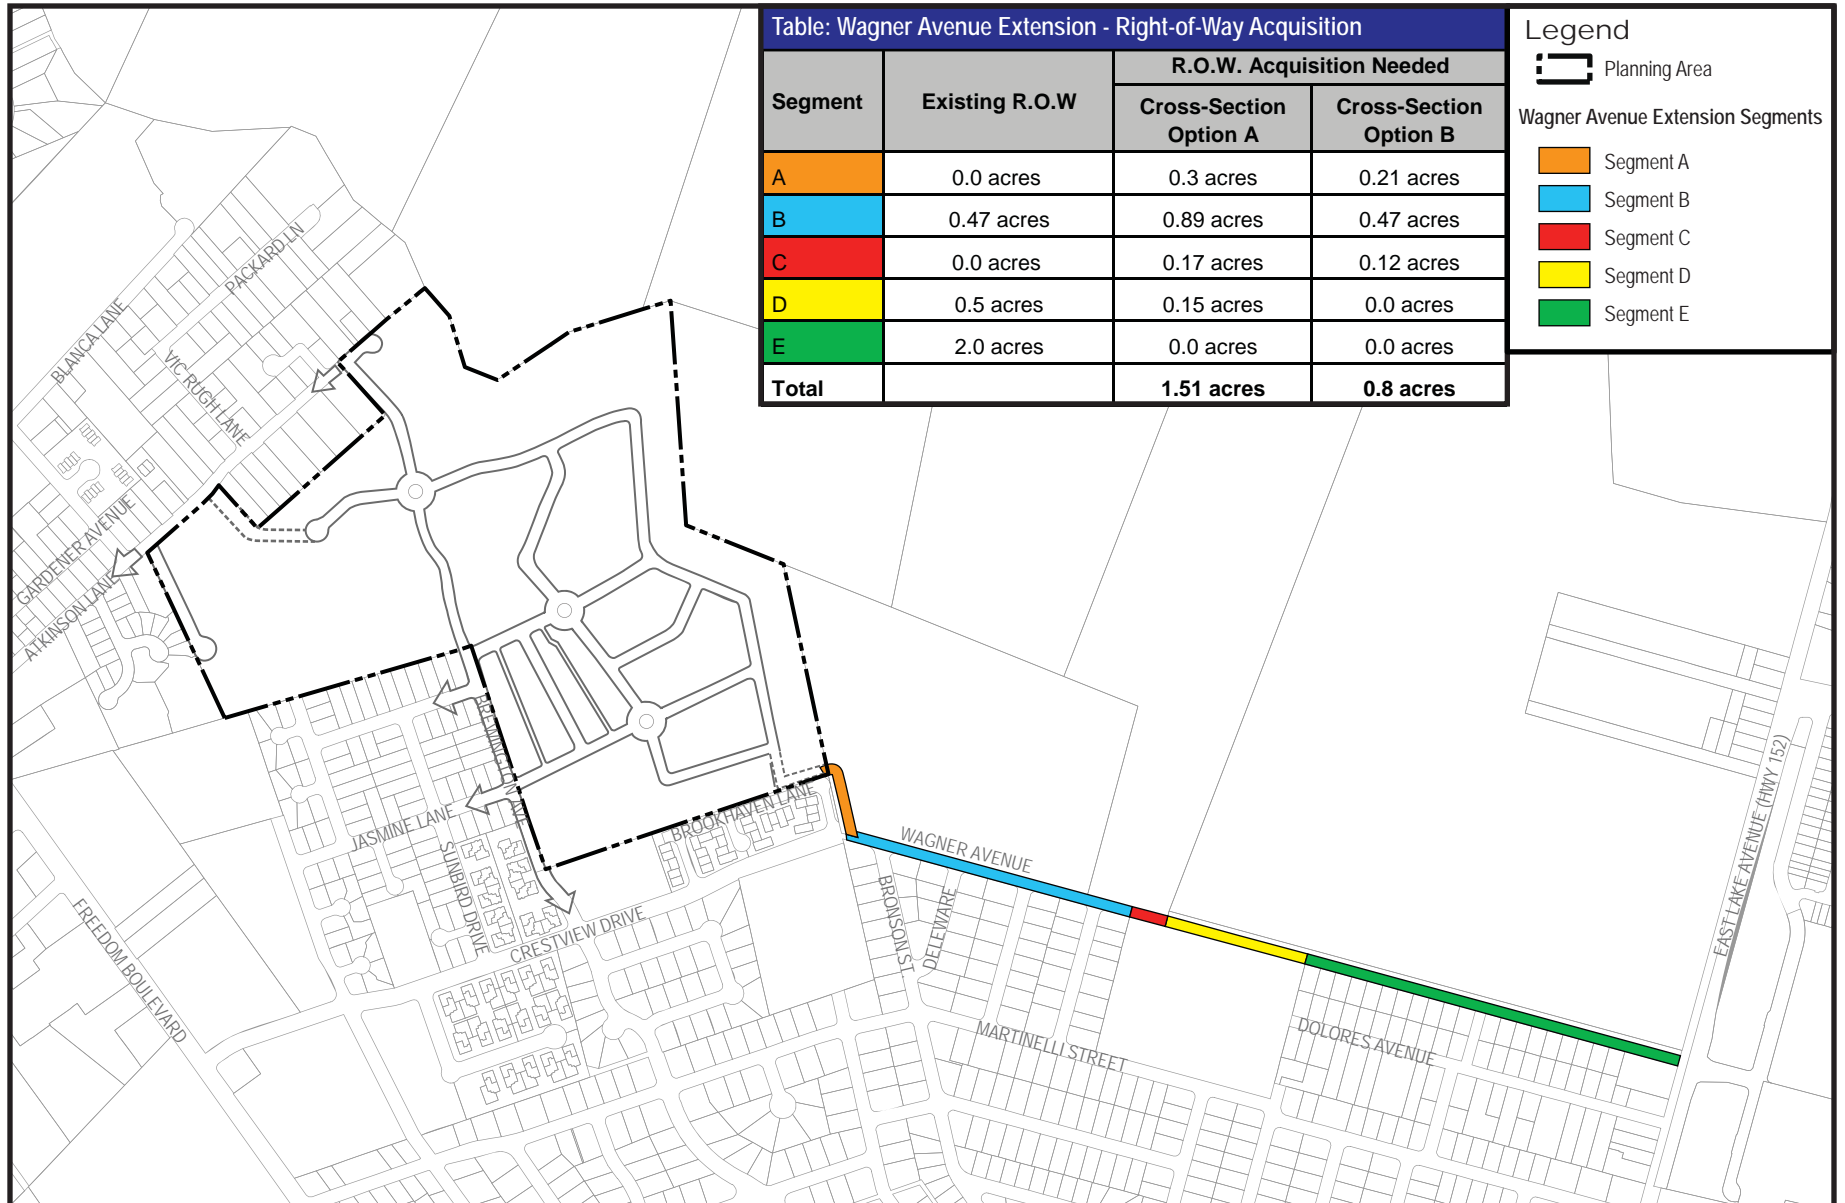 Table: Wagner Avenue Extension - Right-of-Way Acquisition
Segment
Existing R.O.W
R.O.W. Acquisition Needed
Cross-Section
Option A
Cross-Section
Option B
A 0.0 acres 0.3 acres 0.21 acres
B 0.47 acres 0.89 acres 0.47 acres
C 0.0 acres 0.17 acres 0.12 acres
D 0.5 acres 0.15 acres 0.0 acres
E 2.0 acres 0.0 acres 0.0 acres
Total 1.51 acres 0.8 acres
Legend
Planning Area
Wagner Avenue Extension Segments
Segment A
Segment B
Segment C
Segment D
Segment E
PACKARD LN
BLANCA LANE
VIC RUGH LANE
GARDENER AVENUE
ATKINSON LANE
BREWINGTON AVE
JASMINE LANE
SUNBIRD DRIVE
BROOKHAVEN LANE
CRESTVIEW DRIVE
FREEDOM BOULEVARD
WAGNER AVENUE
BRONSON ST.
DELEWARE
MARTINELLI STREET
DOLORES AVENUE
EAST LAKE AVENUE (HWY 152)